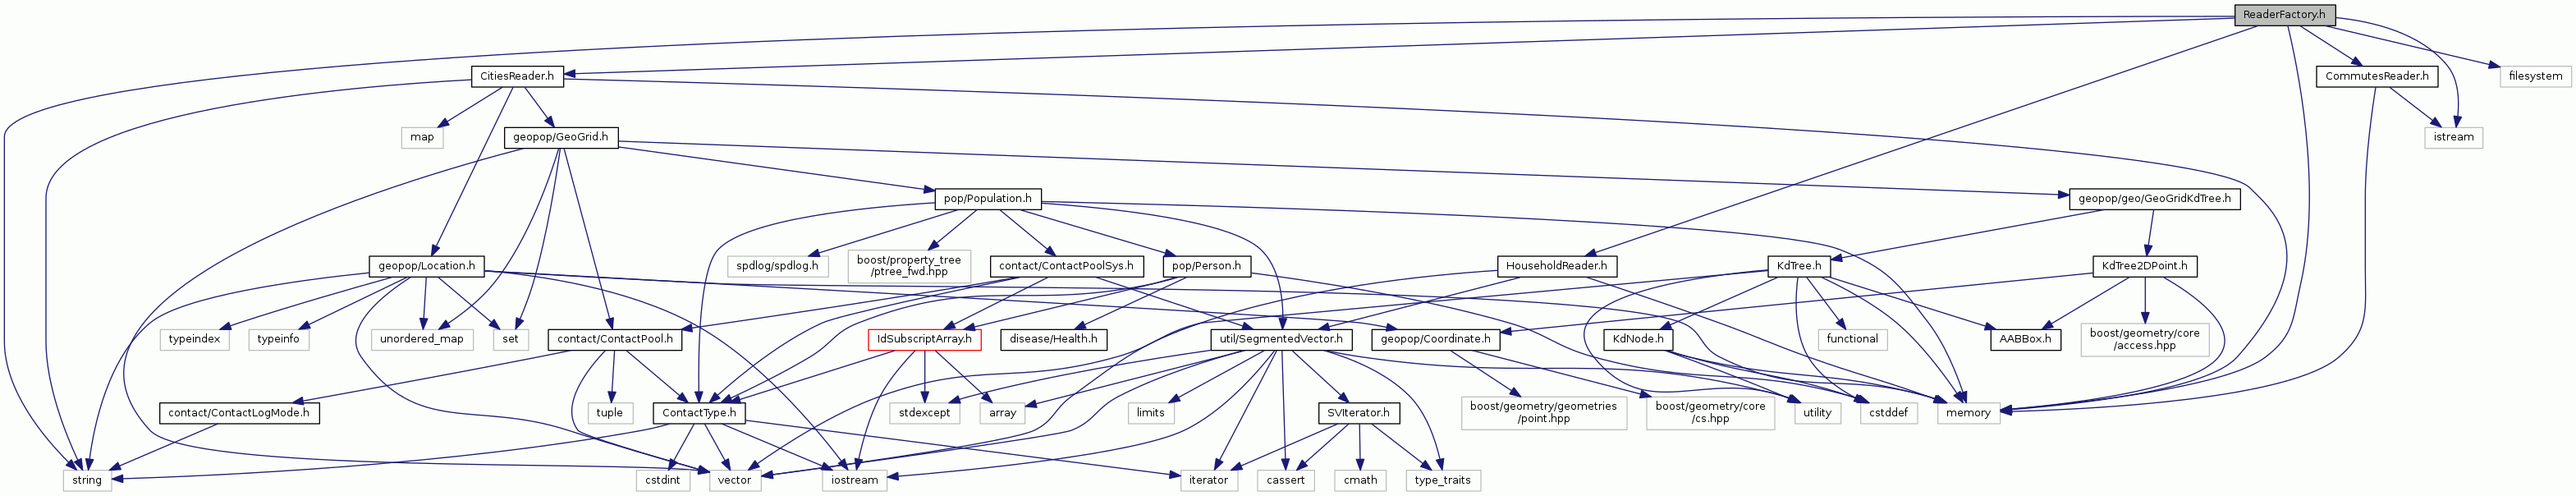 ReaderFactory.h
CitiesReader.h
CommutesReader.h
filesystem
map
geopop/GeoGrid.h
istream
pop/Population.h
geopop/geo/GeoGridKdTree.h
geopop/Location.h
spdlog/spdlog.h
boost/property_tree
/ptree_fwd.hpp
contact/ContactPoolSys.h
pop/Person.h
HouseholdReader.h
KdTree.h
KdTree2DPoint.h
typeindex
typeinfo
unordered_map
set
contact/ContactPool.h
IdSubscriptArray.h
disease/Health.h
util/SegmentedVector.h
geopop/Coordinate.h
KdNode.h
functional
AABBox.h
boost/geometry/core
/access.hpp
contact/ContactLogMode.h
tuple
ContactType.h
stdexcept
array
limits
SVIterator.h
boost/geometry/geometries
/point.hpp
boost/geometry/core
/cs.hpp
utility
cstddef
memory
string
cstdint
vector
iostream
iterator
cassert
cmath
type_traits